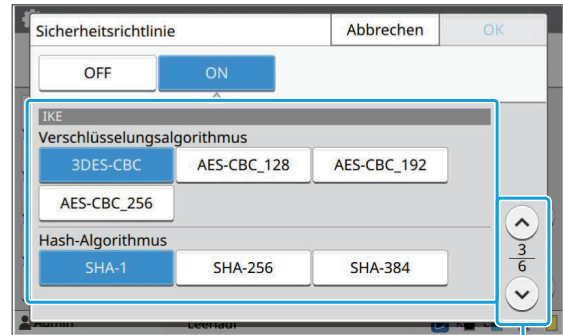 Sicherheitsrichtlinie Abbrechen OK
OFF ON
IKE
Verschlüsselungsalgorithmus
3DES-CBC AES-CBC_128 AES-CBC_192
AES-CBC_256
Hash-Algorithmus
SHA-1 SHA-256 SHA-384
3
6
Admin Leerlauf